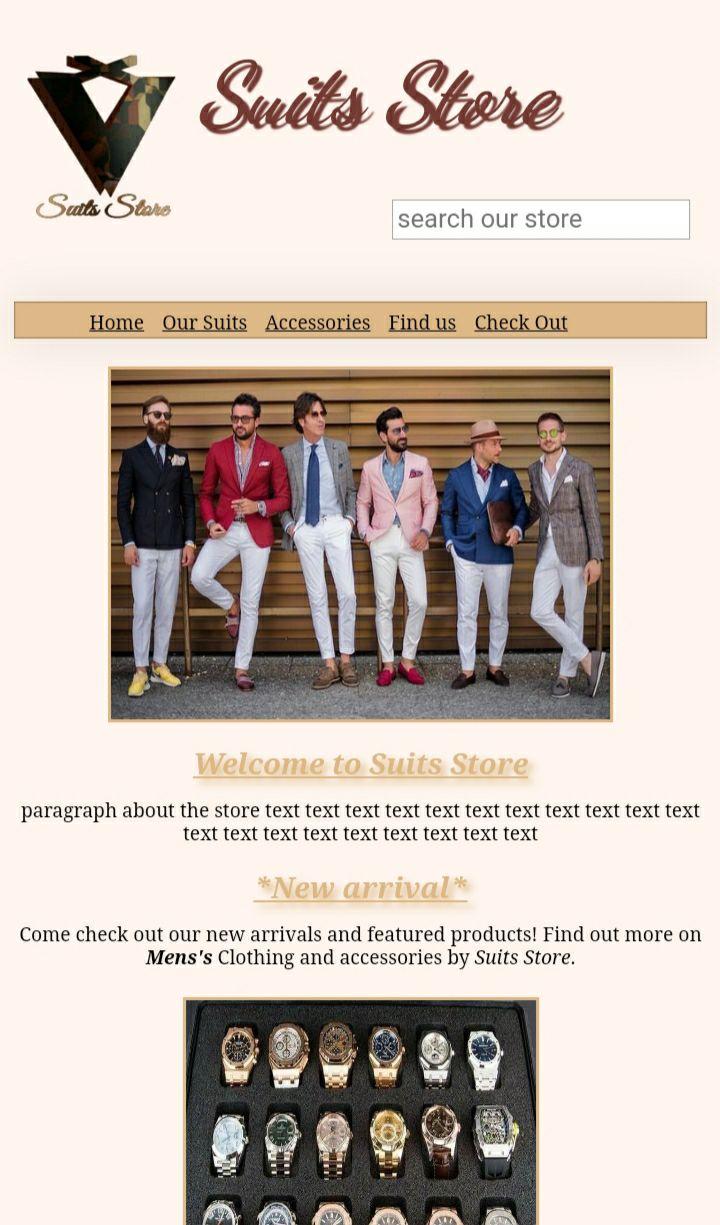 Suits Store
Suits Store
search our store
Home Our Suits Accessories Find us Check Out
Welcome to Suits Store
paragraph about the store text text text text text text text text text text text
text text text text text text text text text
*New arrival*
Come check out our new arrivals and featured products! Find out more on
Mens's Clothing and accessories by Suits Store.